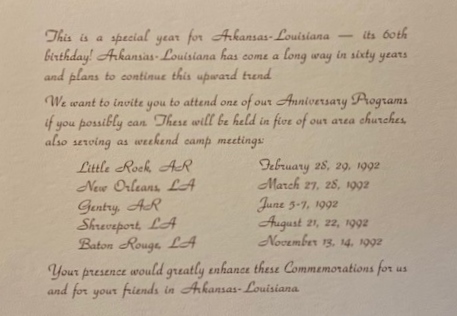 This is a special year for Arkansas-Louisiana — its 60th
birthday! Arkansas-Louisiana has come a long way in sixty years
and plans to continue this upward trend.
We want to invite you to attend one of our Anniversary Programs
if you possibly can. These will be held in five of our area churches,
also serving as weekend camp meetings:
Little Rock, AR February 28, 29, 1992
New Orleans, LA March 27, 28, 1992
Gentry, AR June 5-7, 1992
Shreveport, LA August 21, 22, 1992
Baton Rouge, LA November 13, 14, 1992
Your presence would greatly enhance these Commemorations for us
and for your friends in Arkansas-Louisiana.